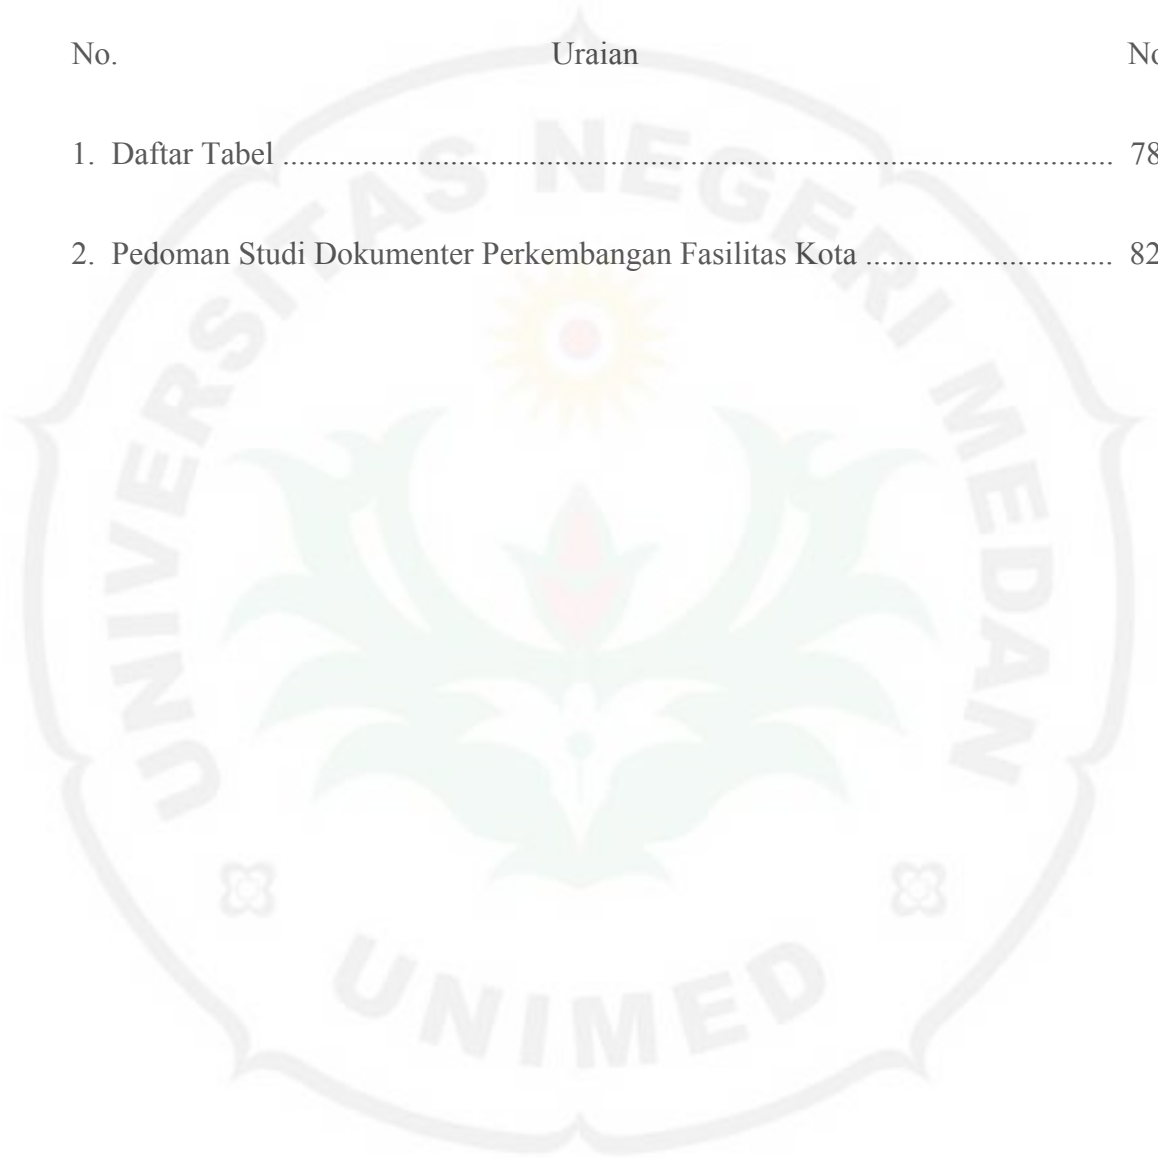 No. Uraian No
1. Daftar Tabel ........................................................................................................ 78
2. Pedoman Studi Dokumenter Perkembangan Fasilitas Kota ............................... 82
UNIVERSITAS NEGERI MEDAN
UNIMED